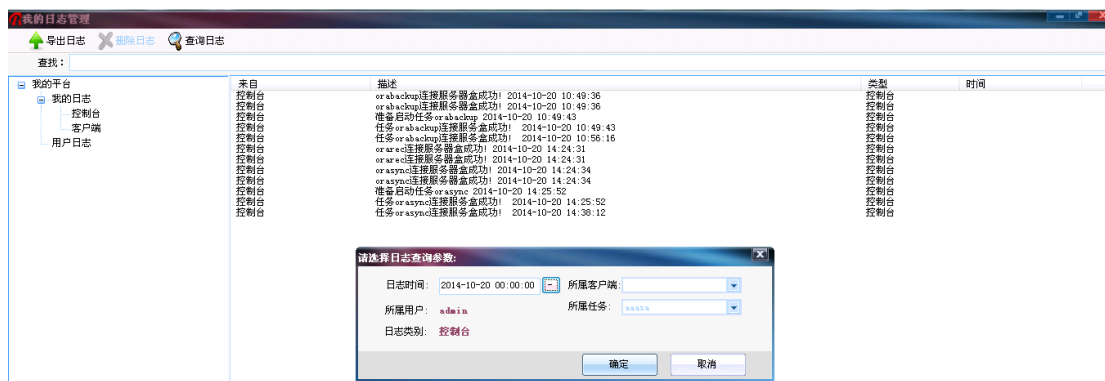 我的日志管理
导出日志 删除日志 查询日志
查找：
我的平台
我的日志
控制台
客户端
用户日志
来自 描述 类型 时间
控制台 orabackup连接服务器盒成功! 2014-10-20 10:49:36 控制台
控制台 orabackup连接服务器盒成功! 2014-10-20 10:49:36 控制台
控制台 准备启动任务orabackup 2014-10-20 10:49:43 控制台
控制台 任务orabackup连接服务盒成功! 2014-10-20 10:49:43 控制台
控制台 任务orabackup连接服务盒成功! 2014-10-20 10:56:16 控制台
控制台 orarec连接服务器盒成功! 2014-10-20 14:24:31 控制台
控制台 orarec连接服务器盒成功! 2014-10-20 14:24:31 控制台
控制台 orasync连接服务器盒成功! 2014-10-20 14:24:34 控制台
控制台 orasync连接服务器盒成功! 2014-10-20 14:24:34 控制台
控制台 准备启动任务orasync 2014-10-20 14:25:52 控制台
控制台 任务orasync连接服务盒成功! 2014-10-20 14:25:52 控制台
控制台 任务orasync连接服务盒成功! 2014-10-20 14:38:12 控制台
请选择日志查询参数:
日志时间: 2014-10-20 00:00:00 所属客户端:
所属用户: admin 所属任务:
日志类别: 控制台
确定 取消